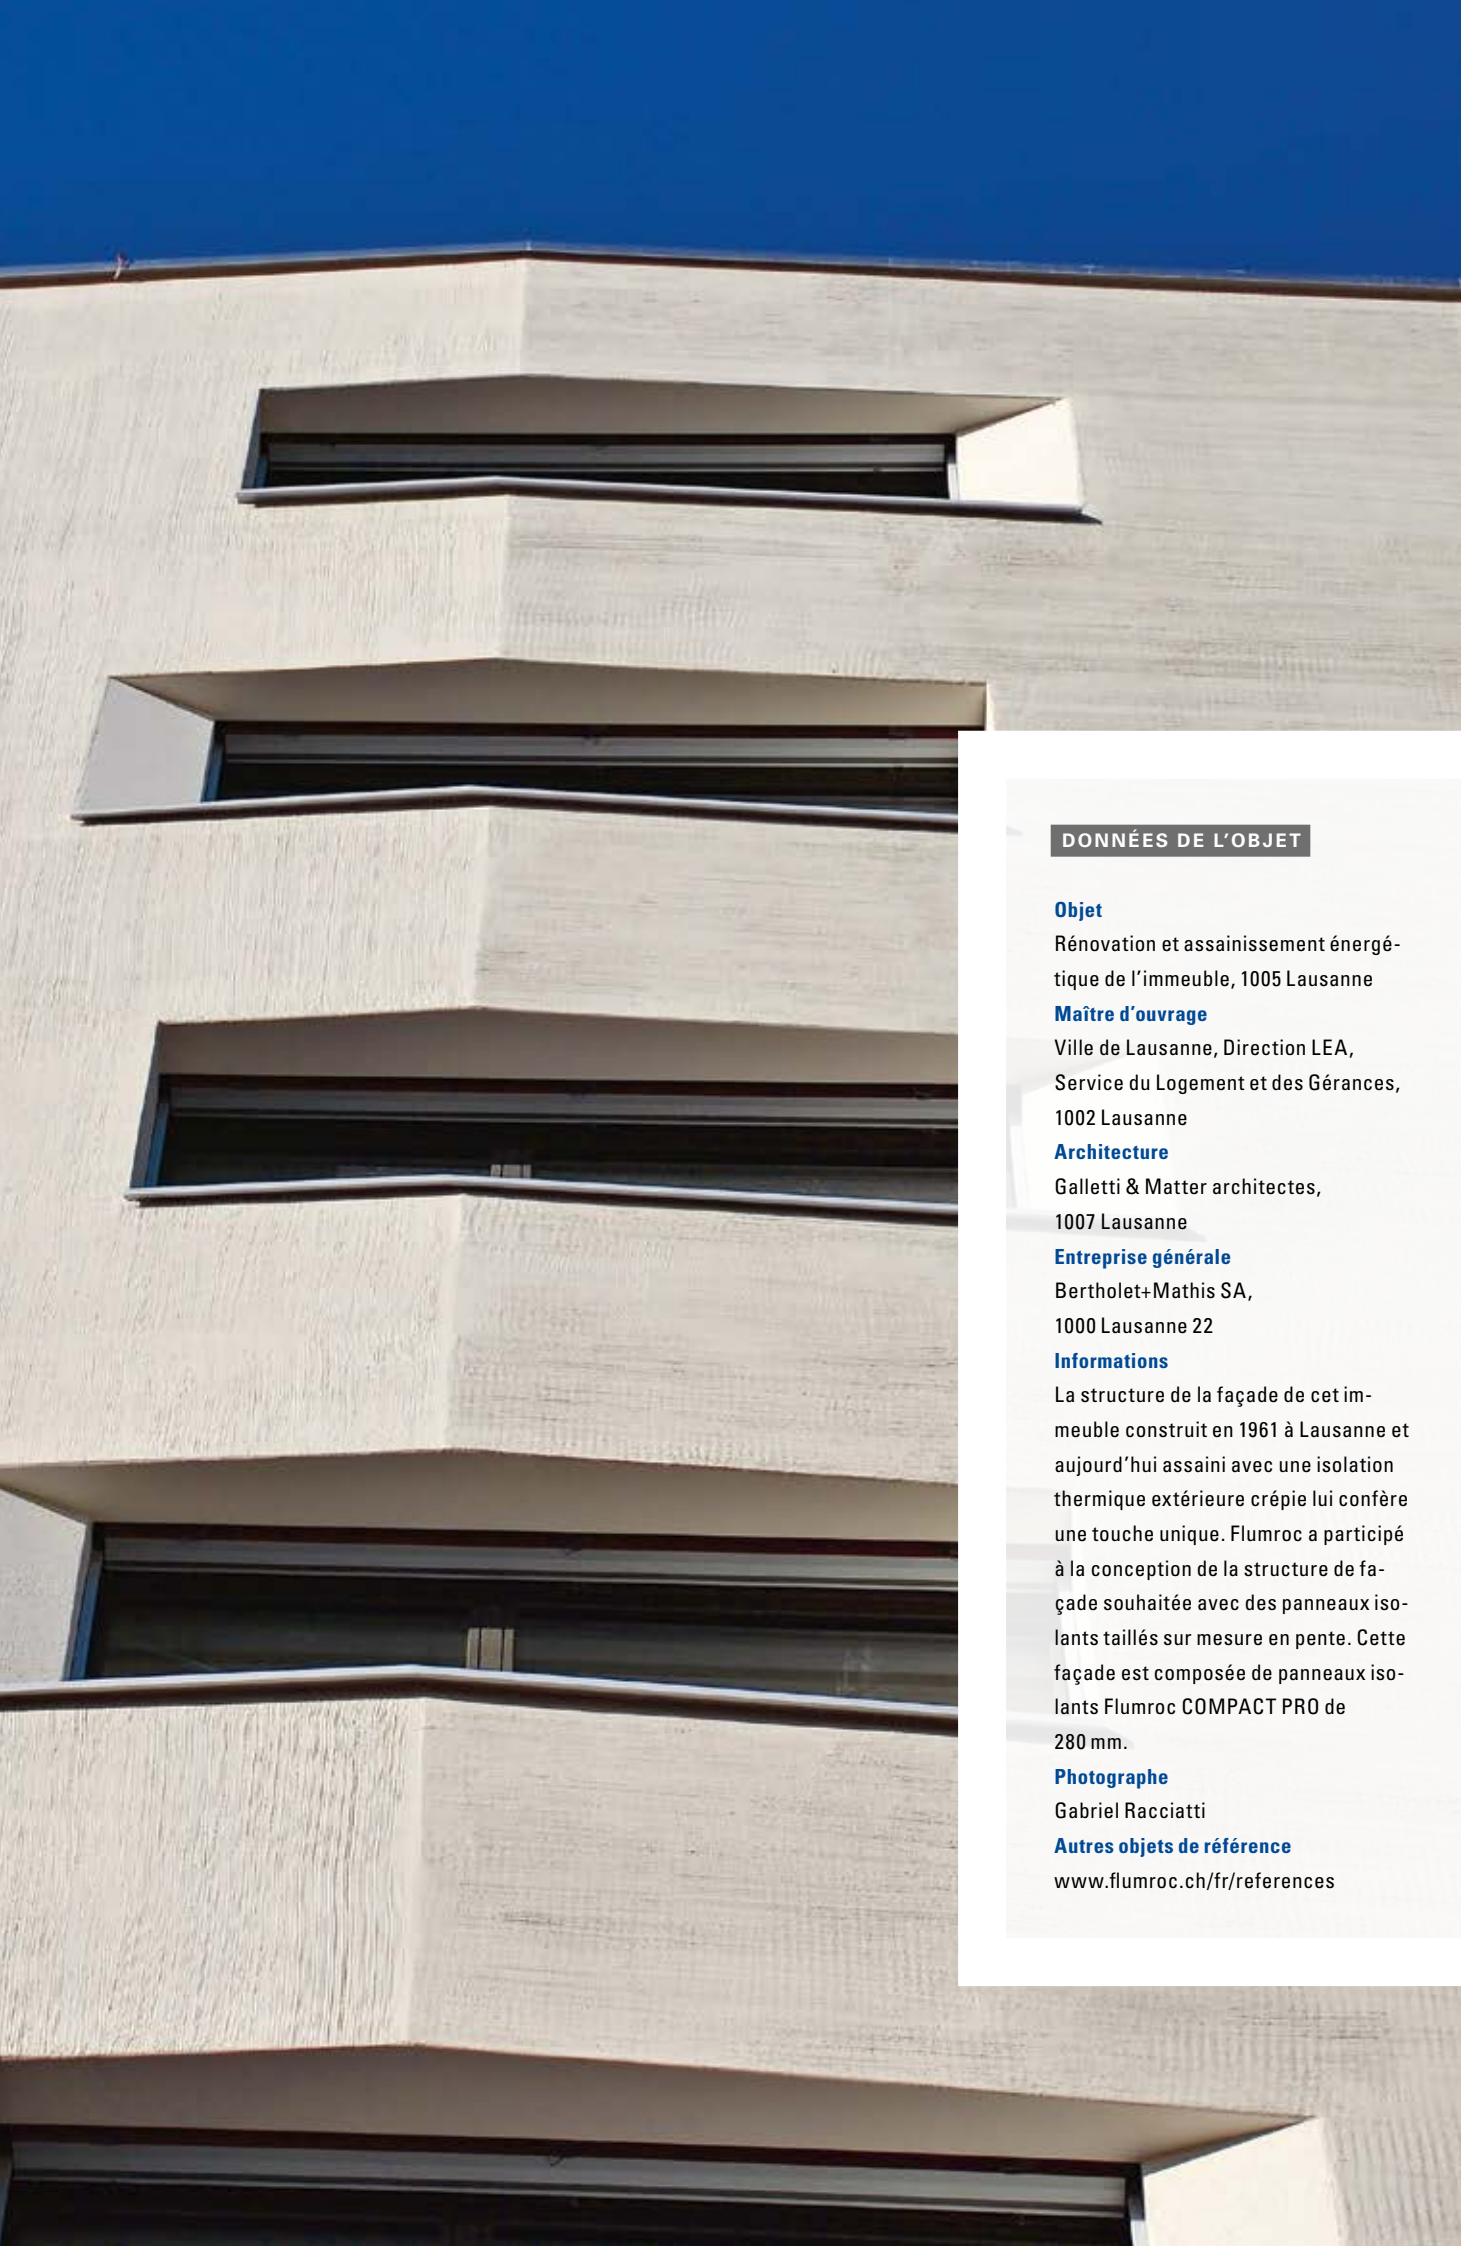 DONNÉES DE L’OBJET
Objet
Rénovation et assainissement énergé-
tique de l’immeuble, 1005 Lausanne
Maître d’ouvrage
Ville de Lausanne, Direction LEA,
Service du Logement et des Gérances,
1002 Lausanne
Architecture
Galletti & Matter architectes,
1007 Lausanne
Entreprise générale
Bertholet+Mathis SA,
1000 Lausanne 22
Informations
La structure de la façade de cet im-
meuble construit en 1961 à Lausanne et
aujourd’hui assaini avec une isolation
thermique extérieure crépie lui confère
une touche unique. Flumroc a participé
à la conception de la structure de fa-
çade souhaitée avec des panneaux iso-
lants taillés sur mesure en pente. Cette
façade est composée de panneaux iso-
lants Flumroc COMPACT PRO de
280 mm.
Photographe
Gabriel Racciatti
Autres objets de référence
www.flumroc.ch/fr/references